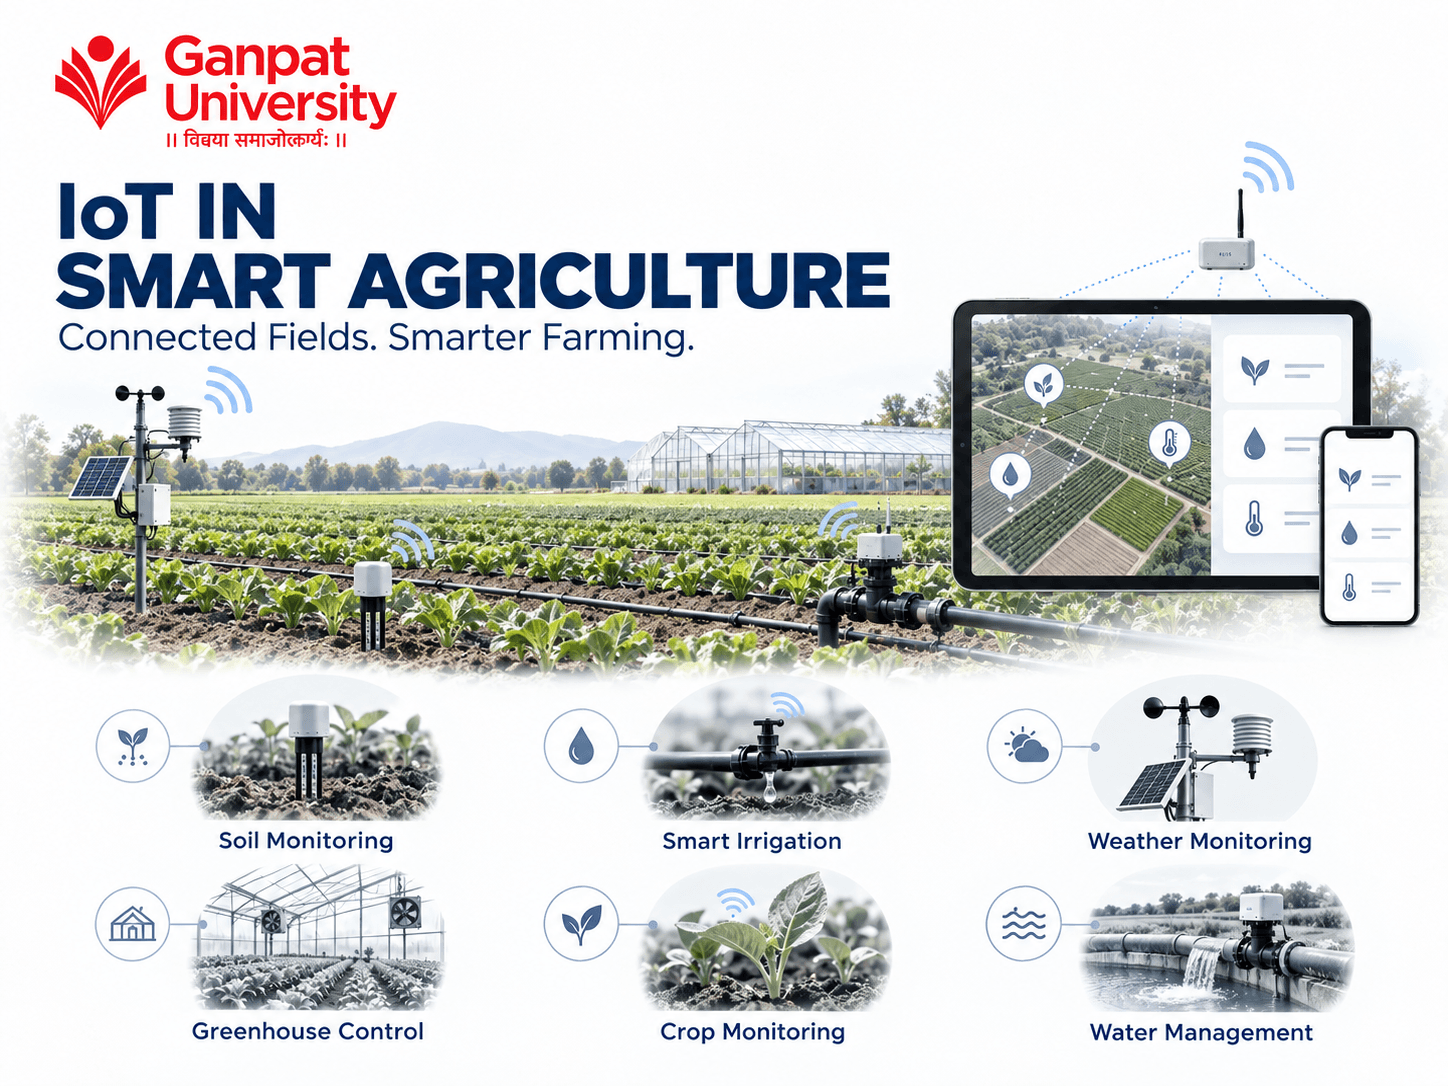 Ganpat
University
।। विद्यया समाजोत्कर्षः ।।
IoT IN
SMART AGRICULTURE
Connected Fields. Smarter Farming.
Soil Monitoring
Smart Irrigation
Weather Monitoring
Greenhouse Control
Crop Monitoring
Water Management